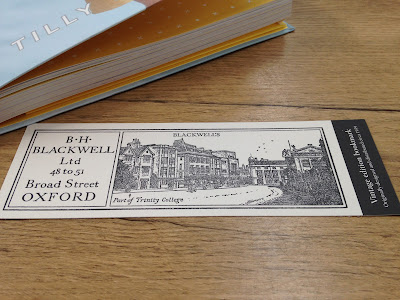 TILLY
B·H·
BLACKWELL
Ltd
48 to 51
Broad Street
OXFORD
BLACKWELL'S
Part of Trinity College
Vintage edition bookmark